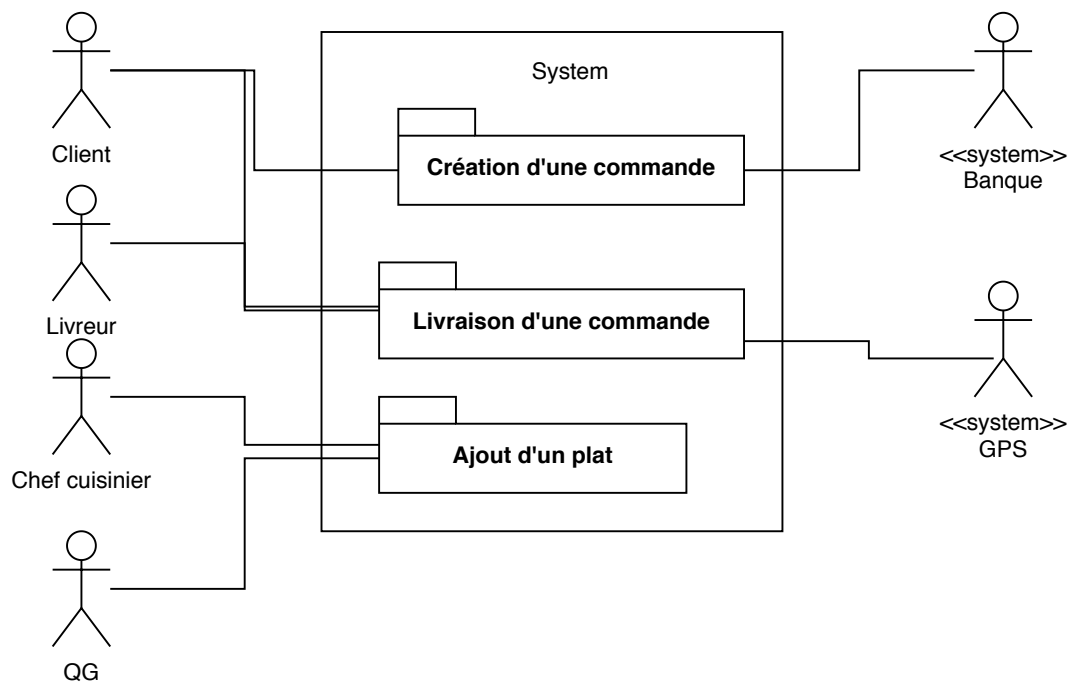 System
Client
Création d'une commande
<<system>>
Banque
Livreur
Livraison d'une commande
<<system>>
GPS
Chef cuisinier
Ajout d'un plat
QG